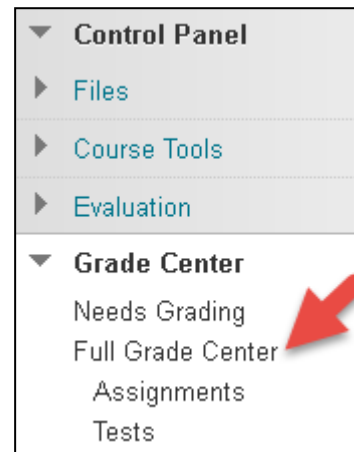 Control Panel
Files
Course Tools
Evaluation
Grade Center
Needs Grading
Full Grade Center
Assignments
Tests